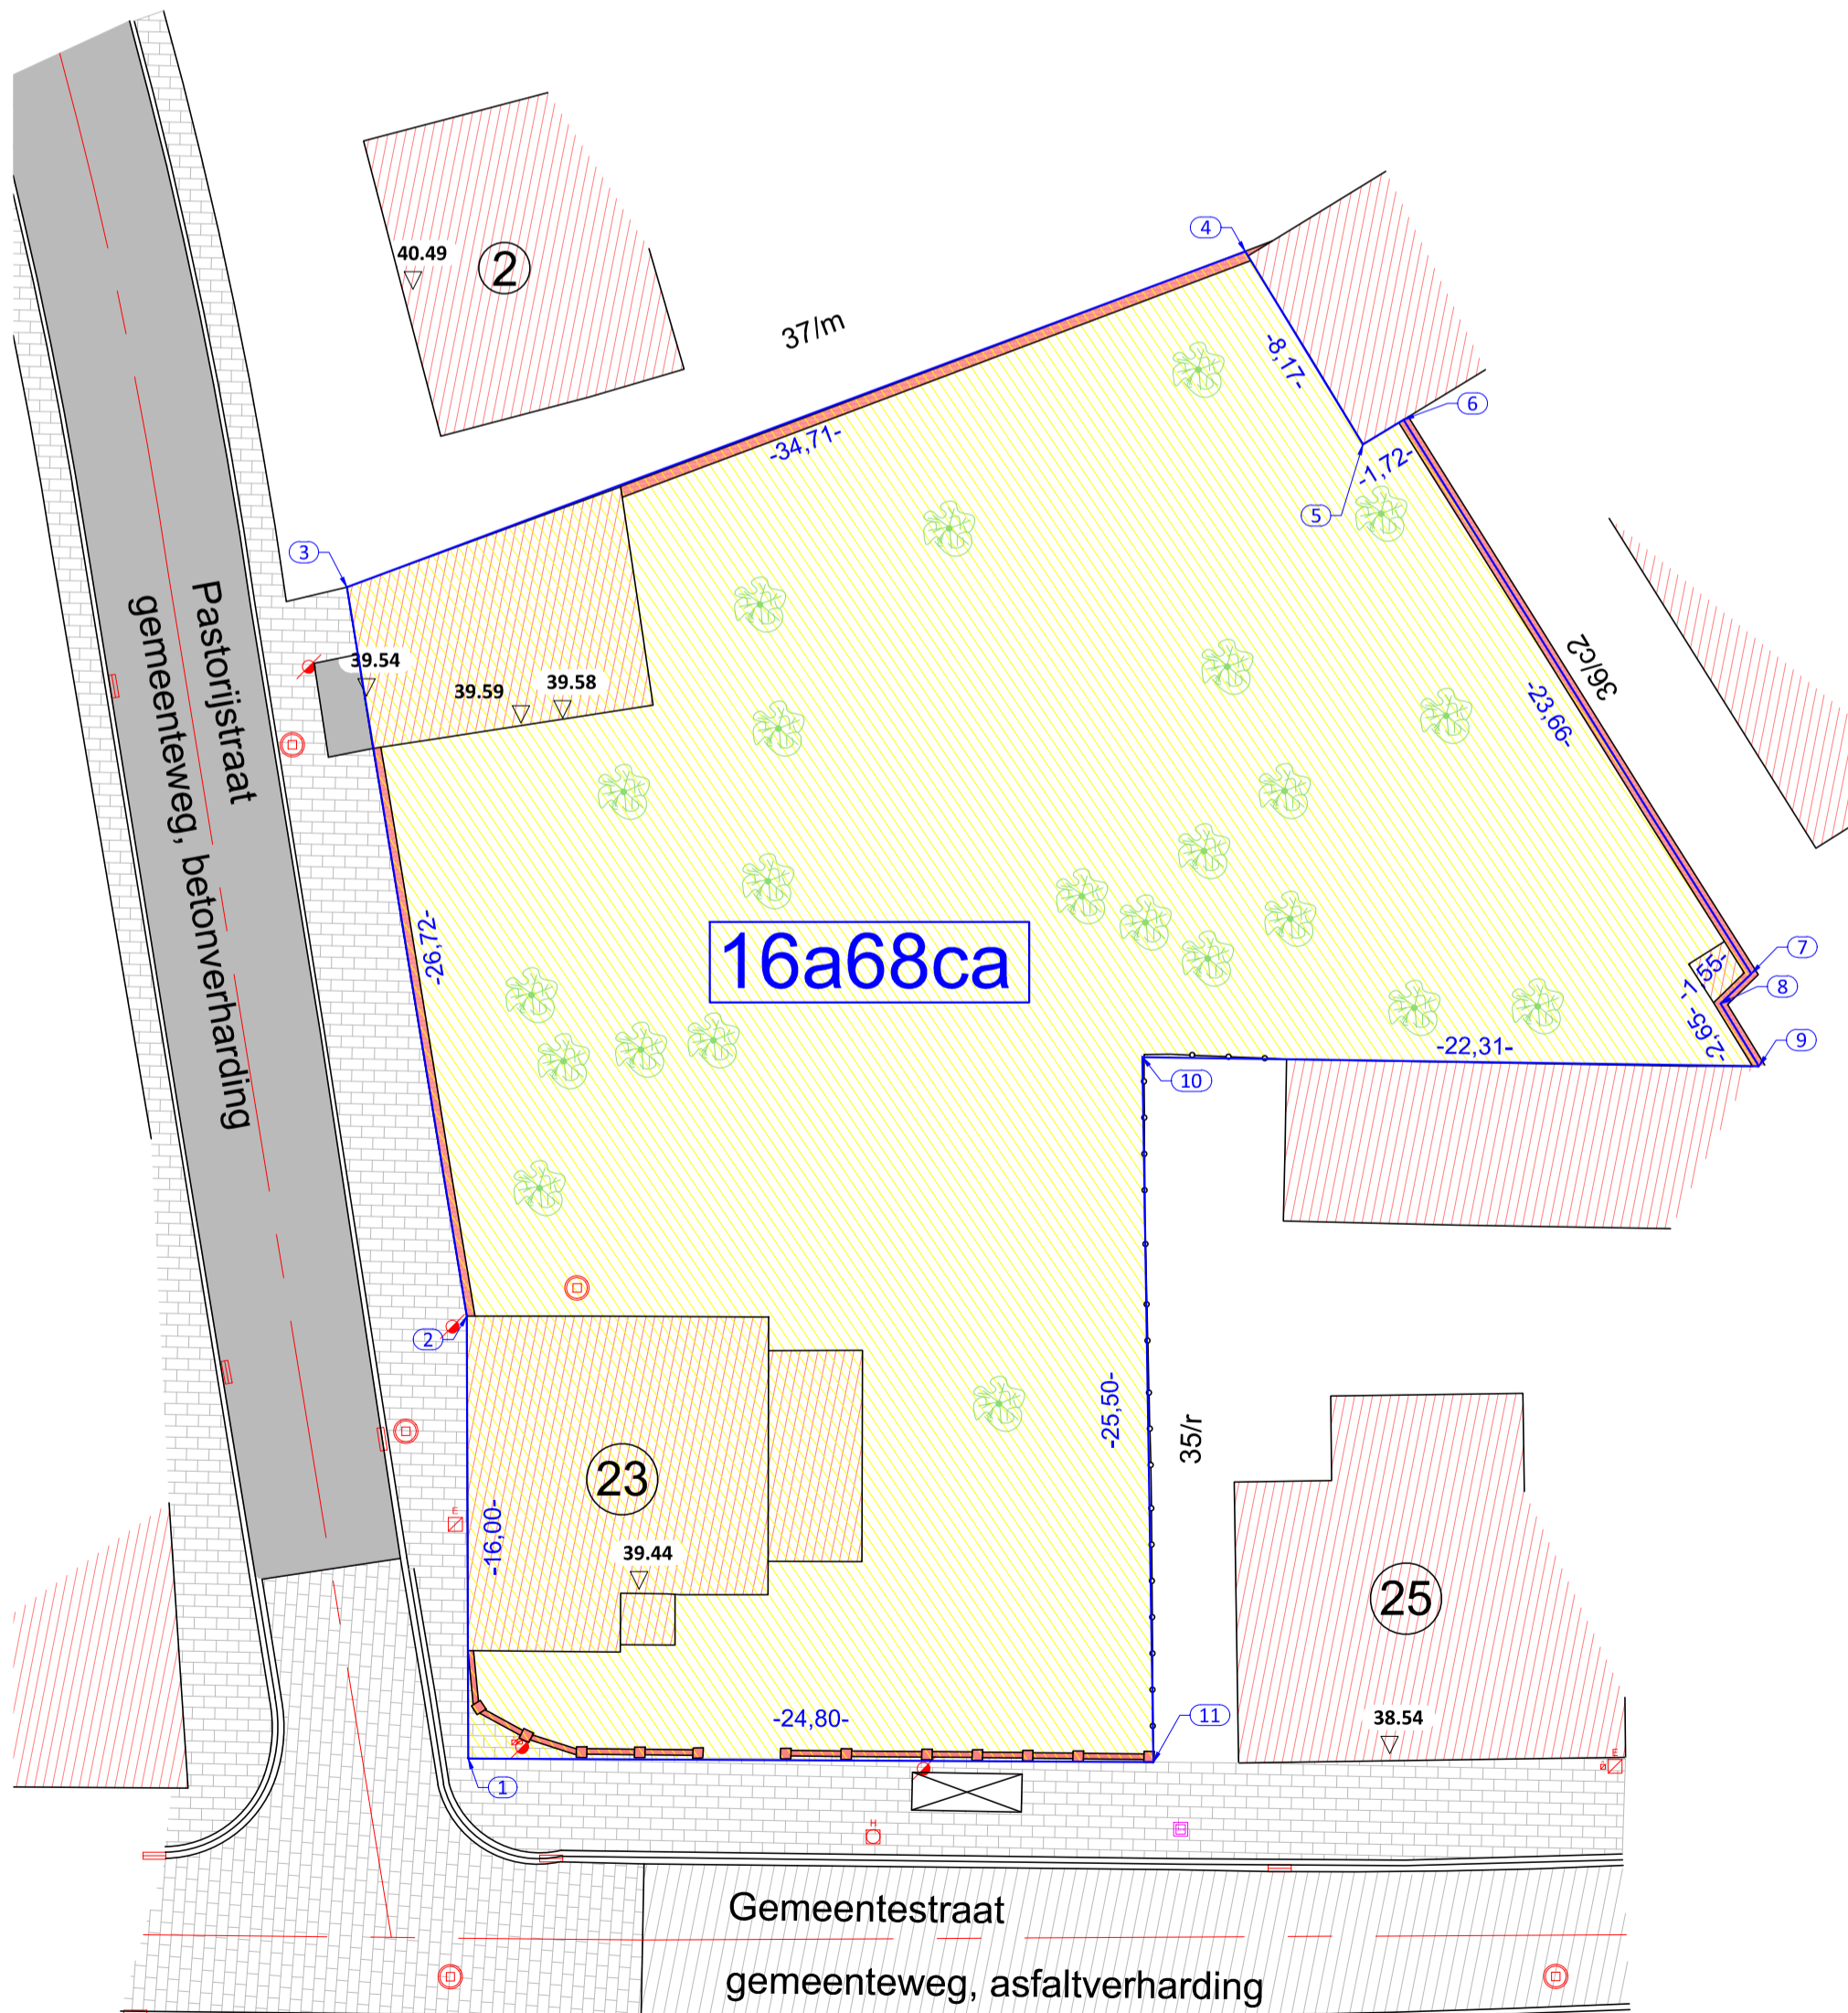 4
40.49
2
37/m
-8,17-
6
-34,71-
-1,72-
5
3
Pastorijstraat
gemeenteweg, betonverharding
39.54
39.59
39.58
36/c2
-23,66-
-26,72-
16a68ca
7
-1,55-
8
-2,65-
9
-22,31-
10
2
-25,50-
35/r
23
-16,00-
E
39.44
25
-24,80-
11
38.54
E
1
H
Gemeentestraat
gemeenteweg, asfaltverharding